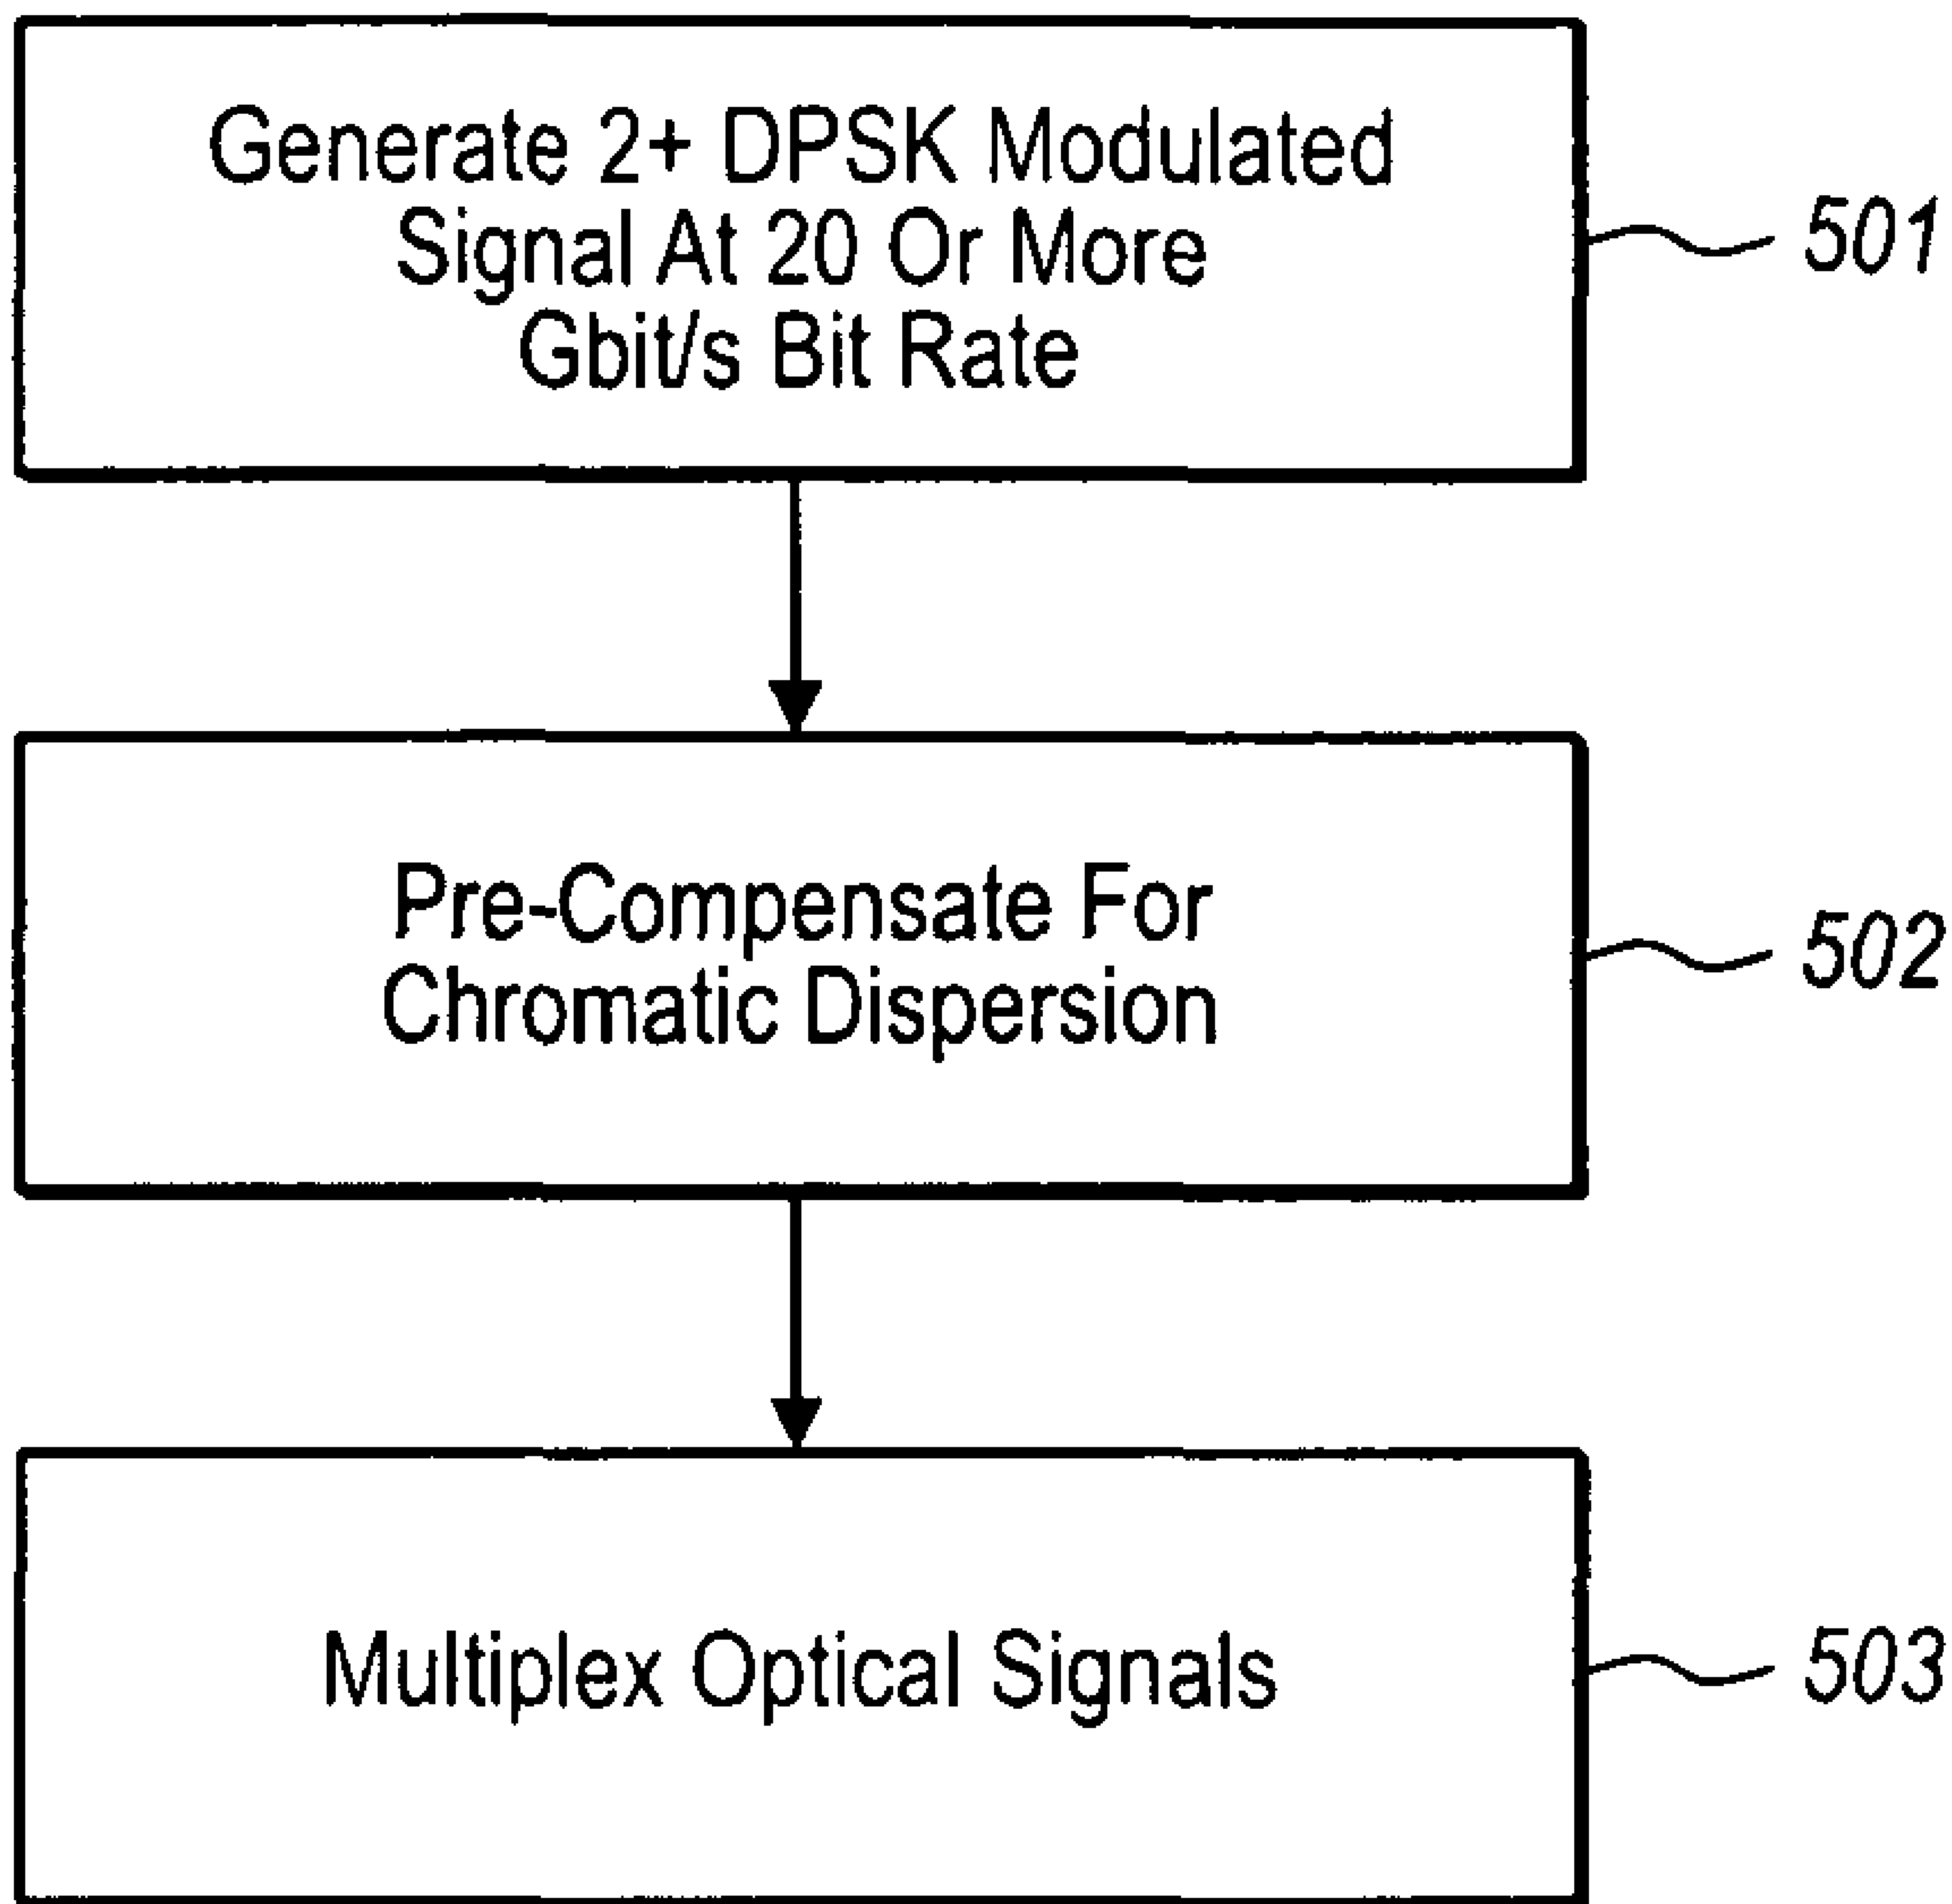 Generate 2+ DPSK Modulated
Signal At 20 Or More
Gbit/s Bit Rate
501
Pre-Compensate For
Chromatic Dispersion
502
Multiplex Optical Signals
503